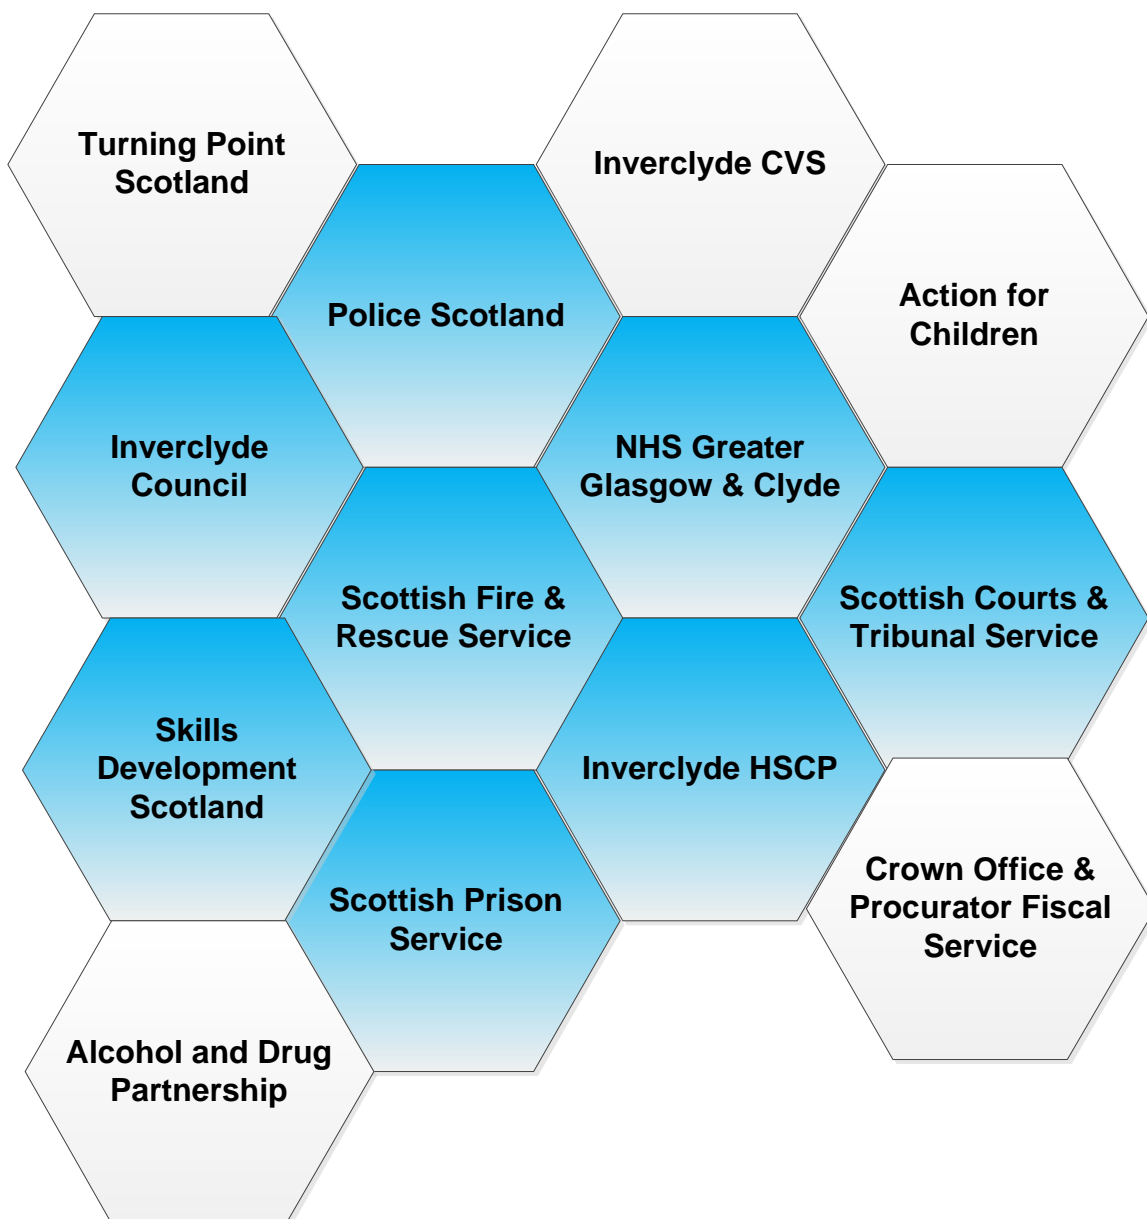 Turning Point
Scotland
Inverclyde CVS
Police Scotland
Action for
Children
Inverclyde
Council
NHS Greater
Glasgow & Clyde
Scottish Fire &
Rescue Service
Scottish Courts &
Tribunal Service
Skills
Development
Scotland
Inverclyde HSCP
Scottish Prison
Service
Crown Office &
Procurator Fiscal
Service
Alcohol and Drug
Partnership